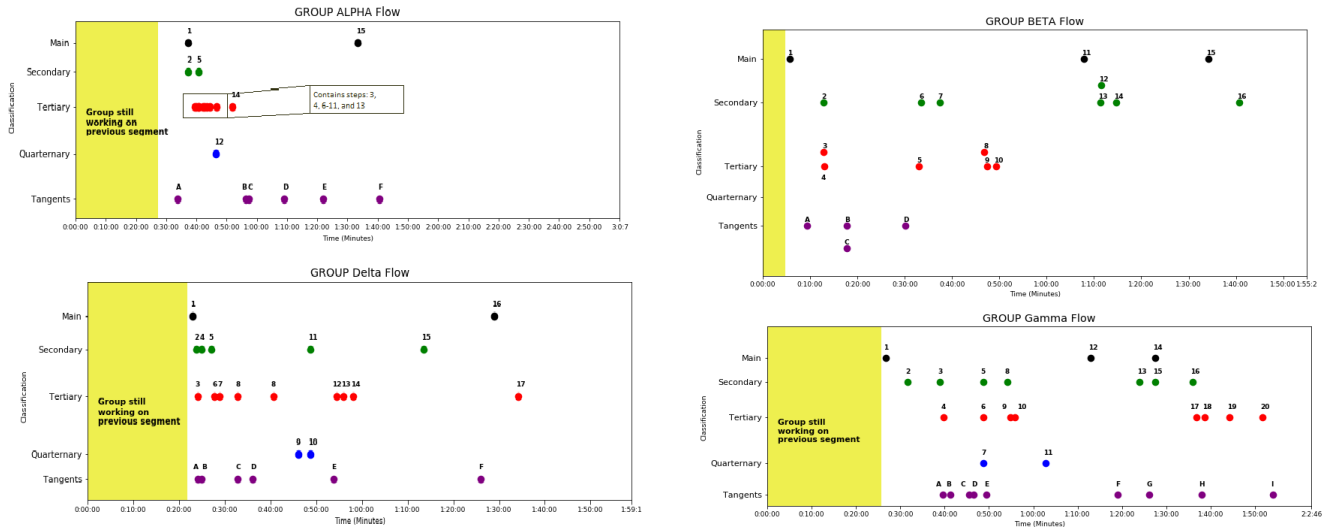 GROUP ALPHA Flow
Classification
Main
Secondary
Tertiary
Quarternary
Tangents
Group still
working on
previous segment
1
15
2 5
14
Contains steps: 3,
4, 6-11, and 13
12
A B C D E F
0:00:00 0:10:00 0:20:00 0:30:00 0:40:00 0:50:00 1:00:00 1:10:00 1:20:00 1:30:00 1:40:00 1:50:00 2:00:00 2:10:00 2:20:00 2:30:00 2:40:00 2:50:00 3:0:7
Time (Minutes)
GROUP BETA Flow
Classification
Main
Secondary
Tertiary
Quarternary
Tangents
1 11 15
12
2 6 7 13 14 16
3 8
5 9 10
4
A B D
C
0:00:00 0:10:00 0:20:00 0:30:00 0:40:00 0:50:00 1:00:00 1:10:00 1:20:00 1:30:00 1:40:00 1:50:00 1:55:2
Time (Minutes)
GROUP Delta Flow
Classification
Main
Secondary
Tertiary
Quarternary
Tangents
Group still
working on
previous segment
1 16
2 4 5 11 15
3 6 7 8 8 12 13 14 17
9 10
A B C D E F
0:00:00 0:10:00 0:20:00 0:30:00 0:40:00 0:50:00 1:00:00 1:10:00 1:20:00 1:30:00 1:40:00 1:50:00 1:59:1
Time (Minutes)
GROUP Gamma Flow
Classification
Main
Secondary
Tertiary
Quarternary
Tangents
Group still
working on
previous segment
1 12 14
2 3 5 8 13 15 16
4 6 9 10 17 18 19 20
7 11
A B C D E F G H I
0:00:00 0:10:00 0:20:00 0:30:00 0:40:00 0:50:00 1:00:00 1:10:00 1:20:00 1:30:00 1:40:00 1:50:00 2:2:46
Time (Minutes)